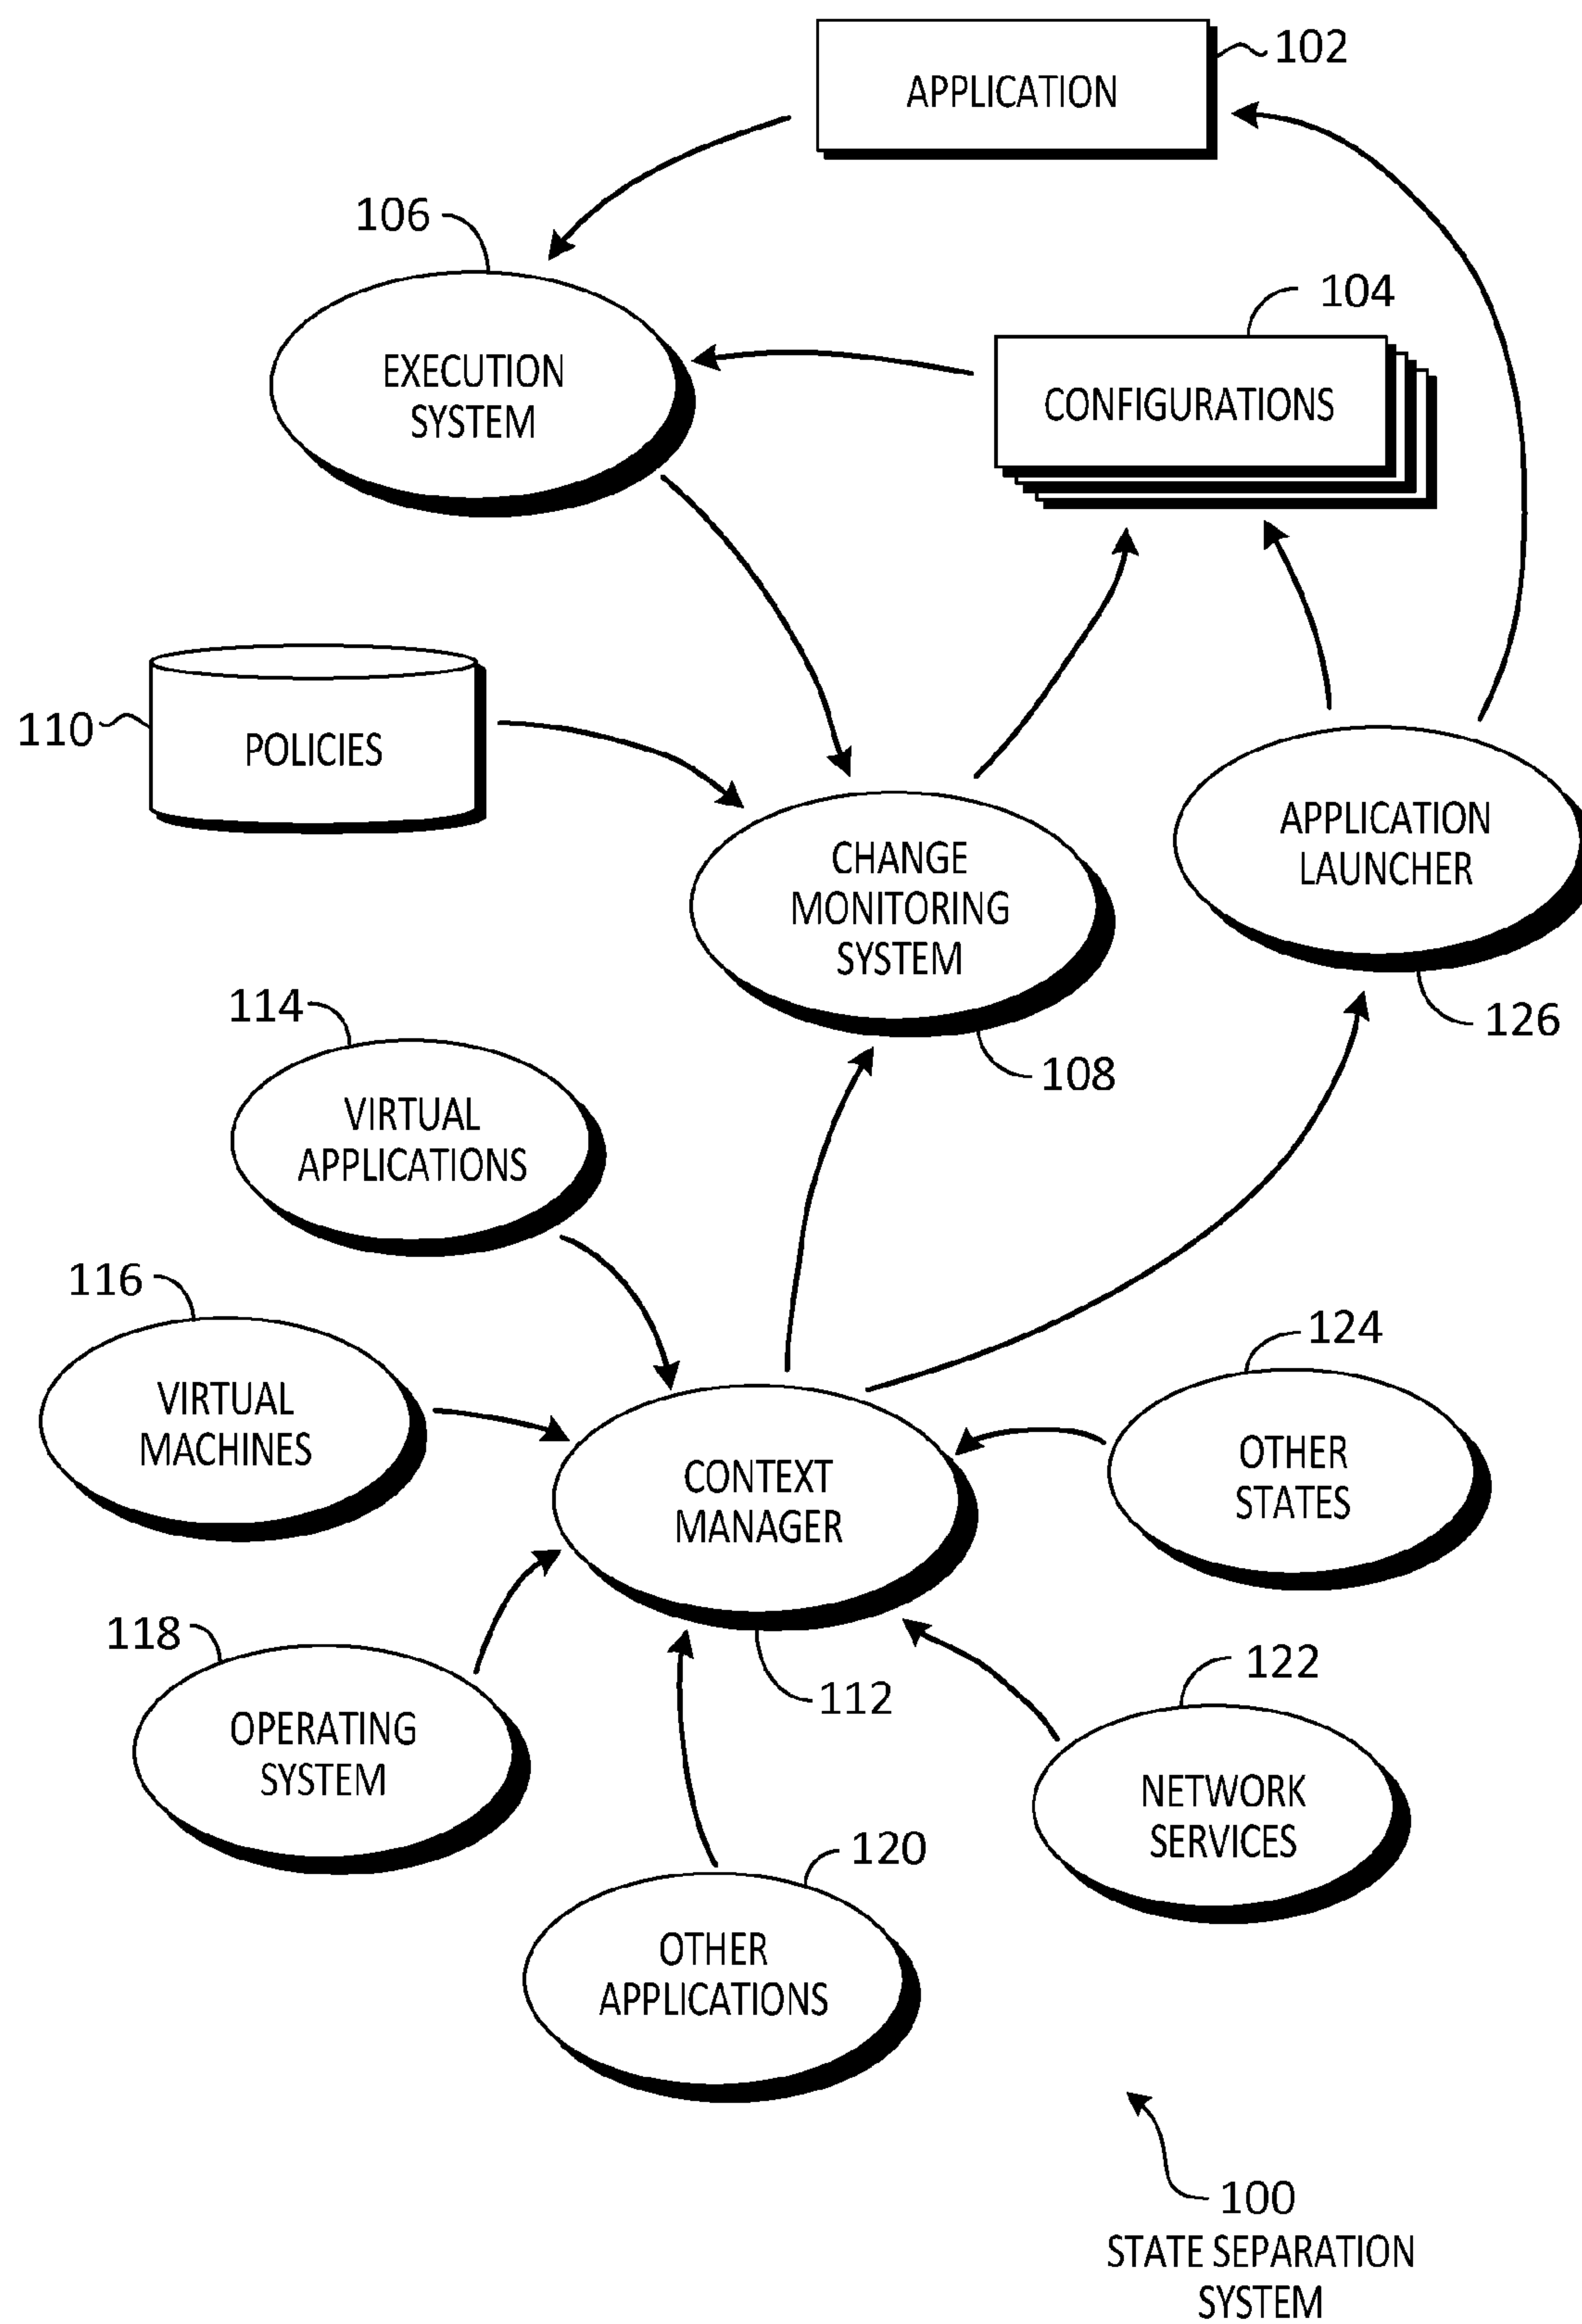 102
APPLICATION
106
EXECUTION
SYSTEM
104
CONFIGURATIONS
110
POLICIES
CHANGE
MONITORING
SYSTEM
108
APPLICATION
LAUNCHER
126
114
VIRTUAL
APPLICATIONS
116
VIRTUAL
MACHINES
124
OTHER
STATES
CONTEXT
MANAGER
112
118
OPERATING
SYSTEM
122
NETWORK
SERVICES
120
OTHER
APPLICATIONS
100
STATE SEPARATION
SYSTEM